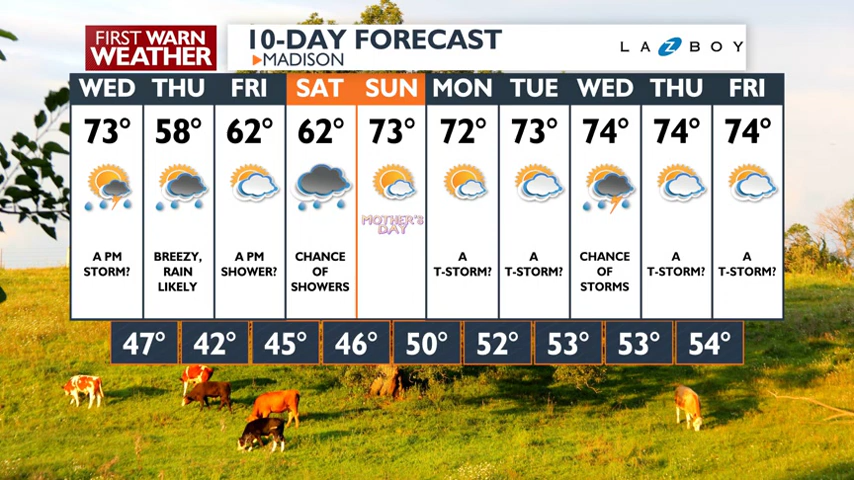 FIRST WARN
WEATHER
10-DAY FORECAST
MADISON
LA Z BOY
WED THU FRI SAT SUN MON TUE WED THU FRI
73° 58° 62° 62° 73° 72° 73° 74° 74° 74°
MOTHER'S
DAY
A PM
STORM?
BREEZY,
RAIN
LIKELY
A PM
SHOWER?
CHANCE
OF
SHOWERS
A
T-STORM?
A
T-STORM?
CHANCE
OF
STORMS
A
T-STORM?
A
T-STORM?
47° 42° 45° 46° 50° 52° 53° 53° 54°